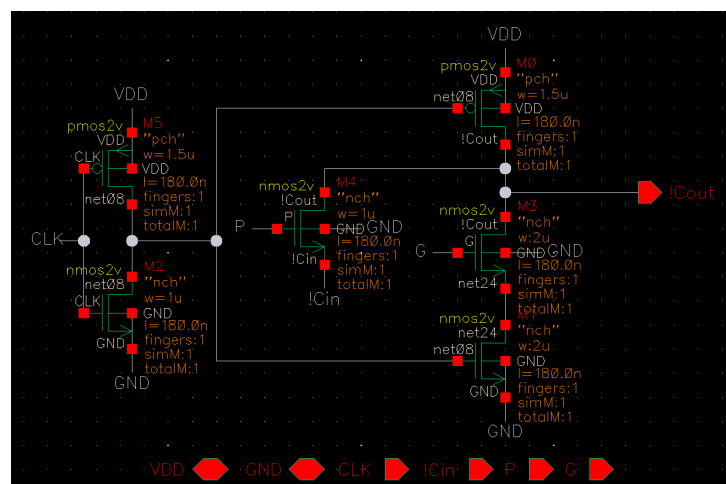 VDD
pmos2v
M5
VDD
"pch"
w=1.5u
CLK
VDD
l=180.0n
fingers:1
net08
simM:1
totalM:1
CLK
nmos2v
M2
net08
"nch"
w=1u
CLK
GND
l=180.0n
fingers:1
GND
simM:1
totalM:1
GND
nmos2v
M4
!Cout
"nch"
w=1u
P
P
GND
GND
l=180.0n
fingers:1
!Cin
simM:1
totalM:1
!Cin
VDD
pmos2v
M0
VDD
"pch"
w=1.5u
net08
VDD
l=180.0n
fingers:1
!Cout
simM:1
totalM:1
!Cout
nmos2v
M3
!Cout
"nch"
w:2u
G
G
GND
GND
l=180.0n
fingers:1
net24
simM:1
totalM:1
nmos2v
M1
net24
"nch"
w:2u
net08
GND
l=180.0n
fingers:1
GND
simM:1
totalM:1
GND
VDD GND CLK !Cin P G